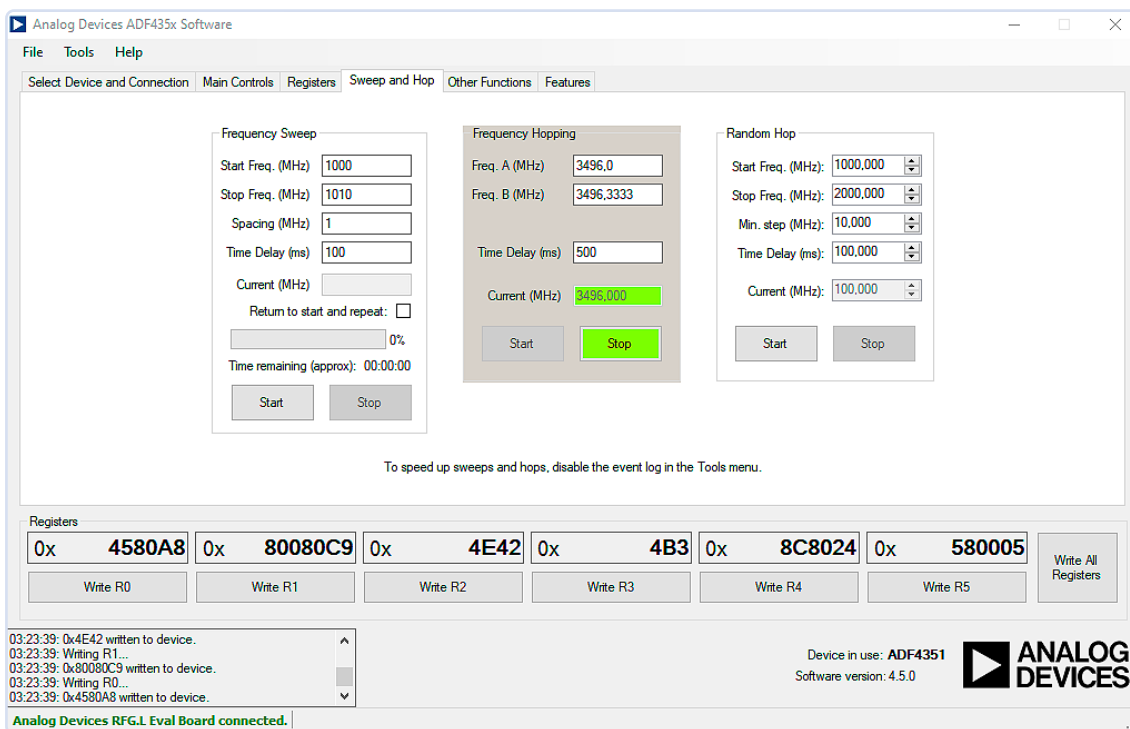 Analog Devices ADF435x Software
File Tools Help
Select Device and Connection Main Controls Registers Sweep and Hop Other Functions Features
Frequency Sweep
Start Freq. (MHz) 1000
Stop Freq. (MHz) 1010
Spacing (MHz) 1
Time Delay (ms) 100
Current (MHz)
Return to start and repeat:
0%
Time remaining (approx): 00:00:00
Start Stop
Frequency Hopping
Freq. A (MHz) 3496,0
Freq. B (MHz) 3496,3333
Time Delay (ms) 500
Current (MHz) 3496,000
Start Stop
Random Hop
Start Freq. (MHz): 1000,000
Stop Freq. (MHz): 2000,000
Min. step (MHz): 10,000
Time Delay (ms): 100,000
Current (MHz): 100,000
Start Stop
To speed up sweeps and hops, disable the event log in the Tools menu.
Registers
0x 4580A8 0x 80080C9 0x 4E42 0x 4B3 0x 8C8024 0x 580005
Write R0 Write R1 Write R2 Write R3 Write R4 Write R5
Write All
Registers
03:23:39: 0x4E42 written to device.
03:23:39: Writing R1...
03:23:39: 0x80080C9 written to device.
03:23:39: Writing R0...
03:23:39: 0x4580A8 written to device.
Device in use: ADF4351
Software version: 4.5.0
ANALOG
DEVICES
Analog Devices RFG.L Eval Board connected.